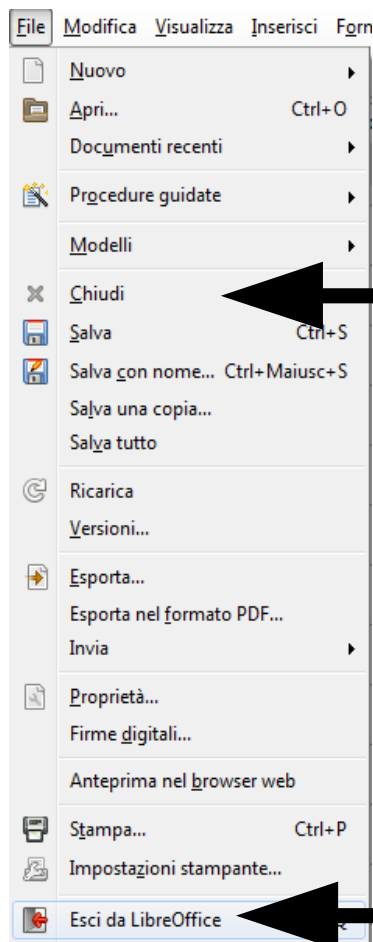 File Modifica Visualizza Inserisci Form
Nuovo
Apri... Ctrl+O
Documenti recenti
Procedure guidate
Modelli
Chiudi
Salva Ctrl+S
Salva con nome... Ctrl+Maiusc+S
Salva una copia...
Salva tutto
Ricarica
Versioni...
Esporta...
Esporta nel formato PDF...
Invia
Proprietà...
Firme digitali...
Anteprima nel browser web
Stampa... Ctrl+P
Impostazioni stampante...
Esci da LibreOffice